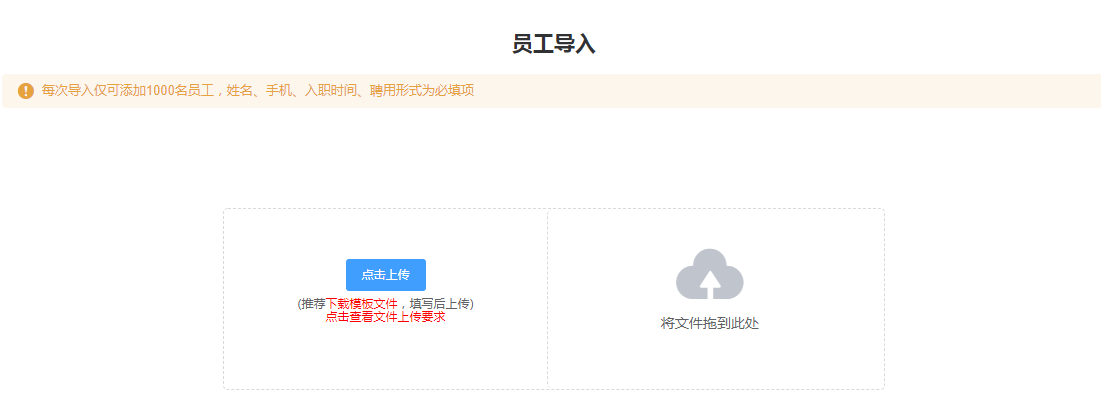 员工导入
每次导入仅可添加1000名员工，姓名、手机、入职时间、聘用形式为必填项
点击上传
(推荐下载模板文件，填写后上传)
点击查看文件上传要求
将文件拖到此处